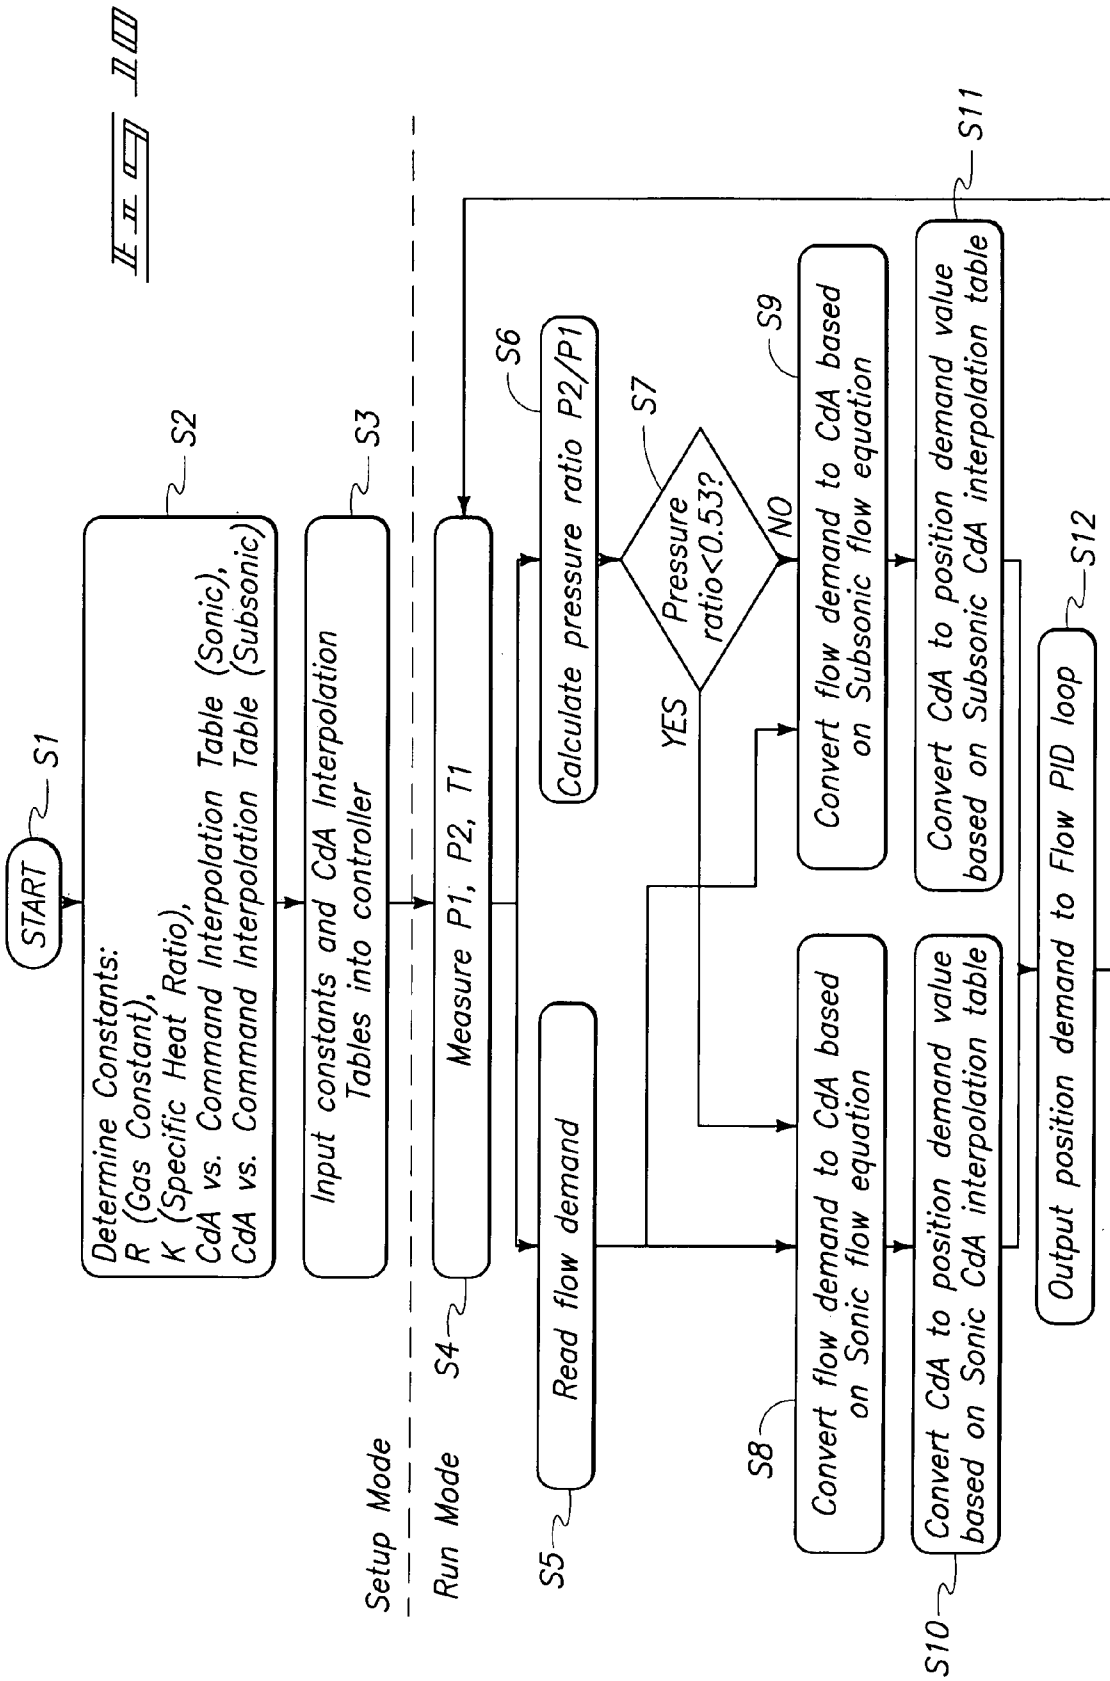 Fig 10
START
S1
Determine Constants:
R (Gas Constant),
K (Specific Heat Ratio),
CdA vs. Command Interpolation Table (Sonic),
CdA vs. Command Interpolation Table (Subsonic)
S2
Input constants and CdA Interpolation
Tables into controller
S3
Setup Mode
Run Mode
S4
Measure P1, P2, T1
S5
Read flow demand
Calculate pressure ratio P2/P1
S6
Pressure
ratio<0.53?
S7
YES
NO
S8
Convert flow demand to CdA based
on Sonic flow equation
Convert flow demand to CdA based
on Subsonic flow equation
S9
S10
Convert CdA to position demand value
based on Sonic CdA interpolation table
Convert CdA to position demand value
based on Subsonic CdA interpolation table
S11
Output position demand to Flow PID loop
S12